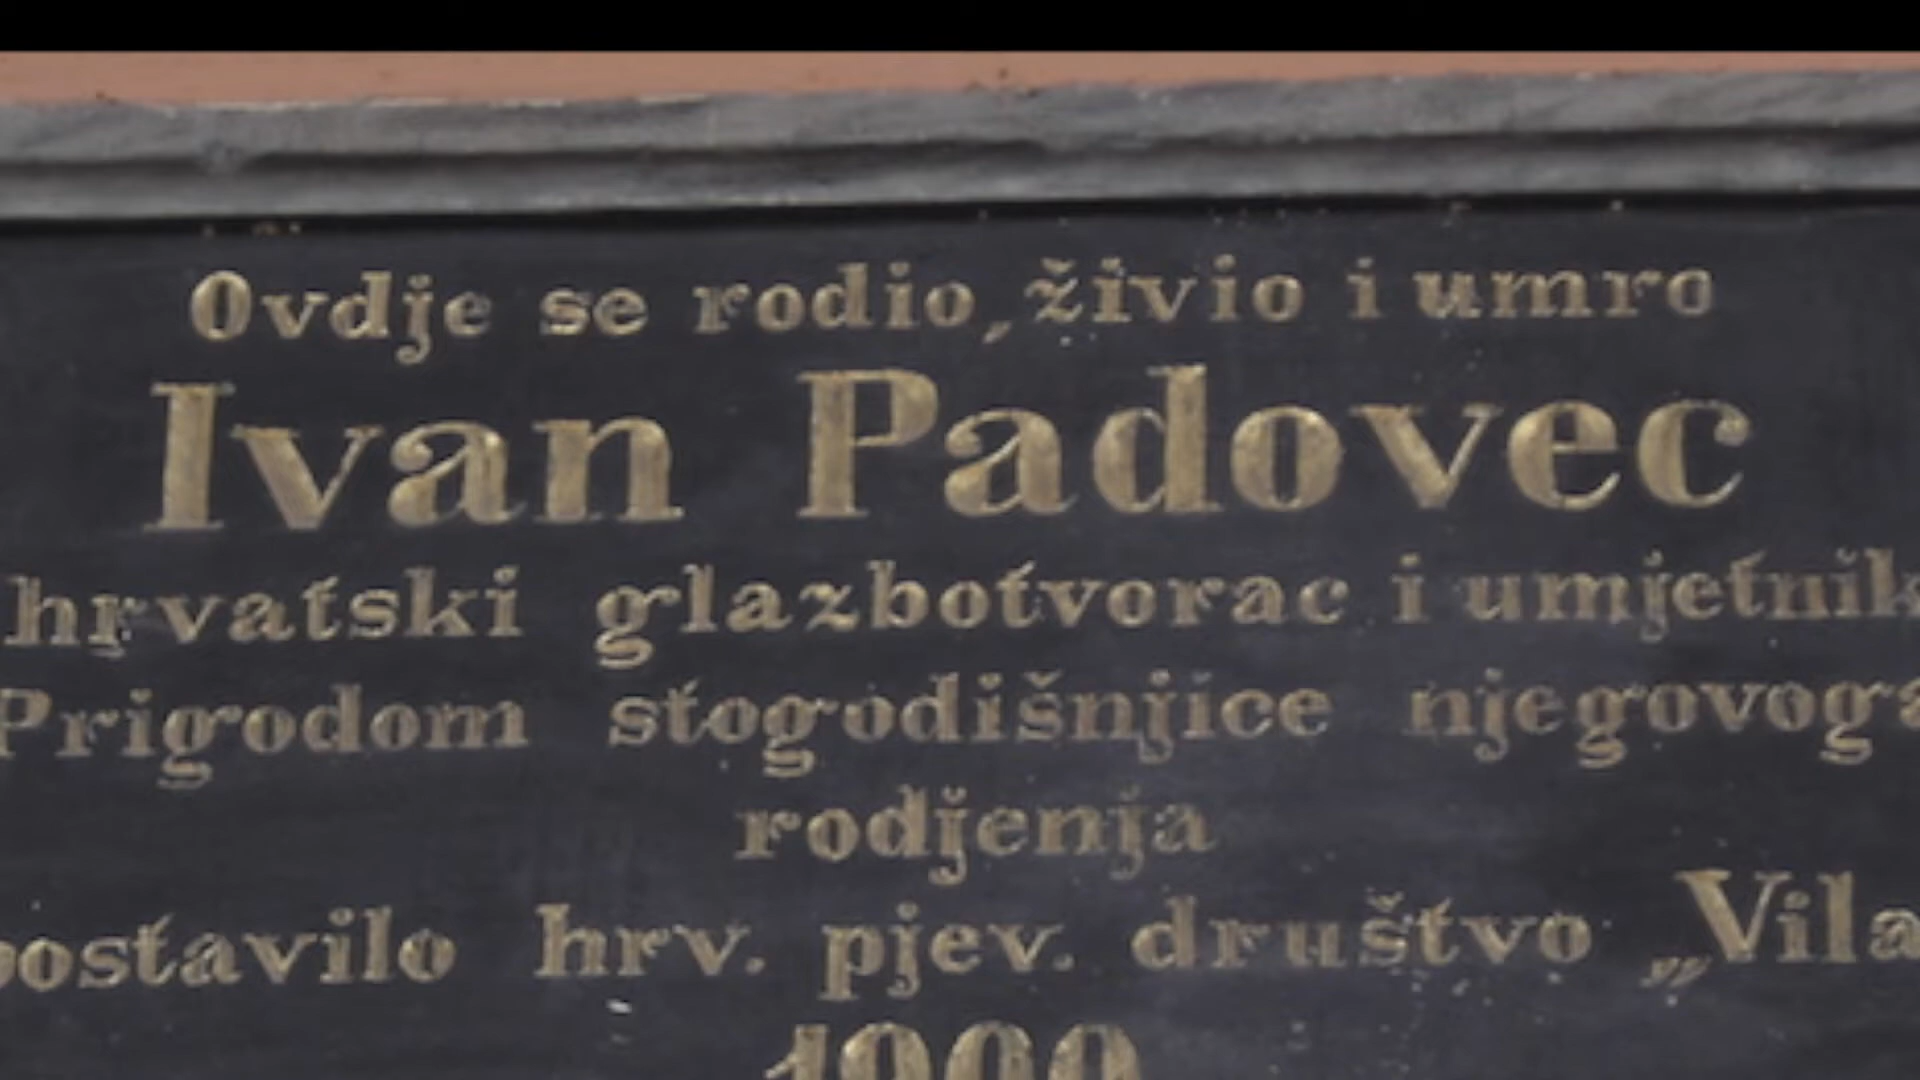 Ovdje se rodio, živio i umro
Ivan Padovec
hrvatski glazbotvorac i umjetnik
Prigodom stogodišnjice njegovoga
rodjenja
postavilo hrv. pjev. društvo „Vila
1900